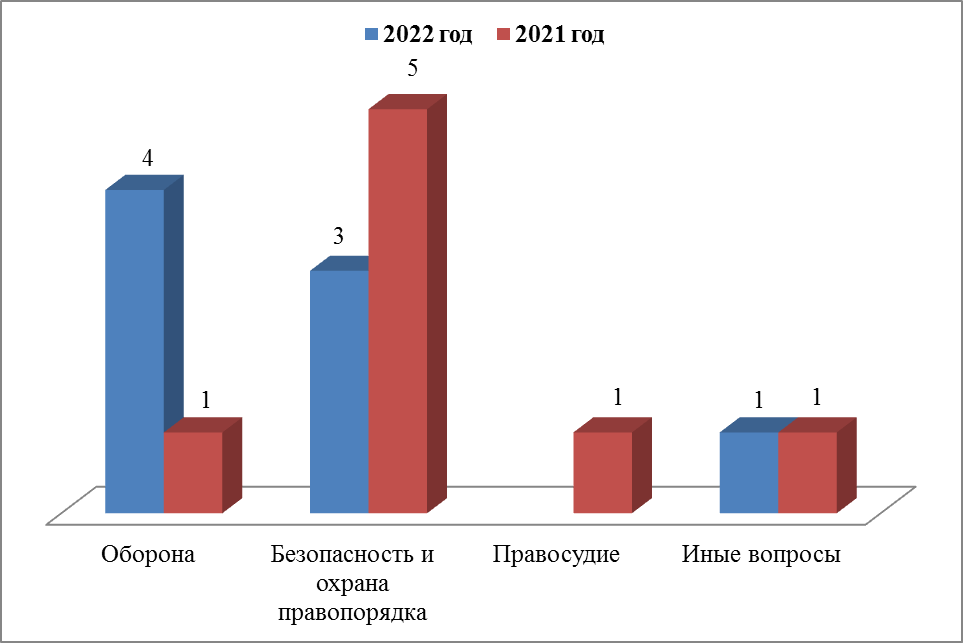 2022 год 2021 год
5
4
3
1
1
1
1
Оборона
Безопасность и
охрана
правопорядка
Правосудие
Иные вопросы